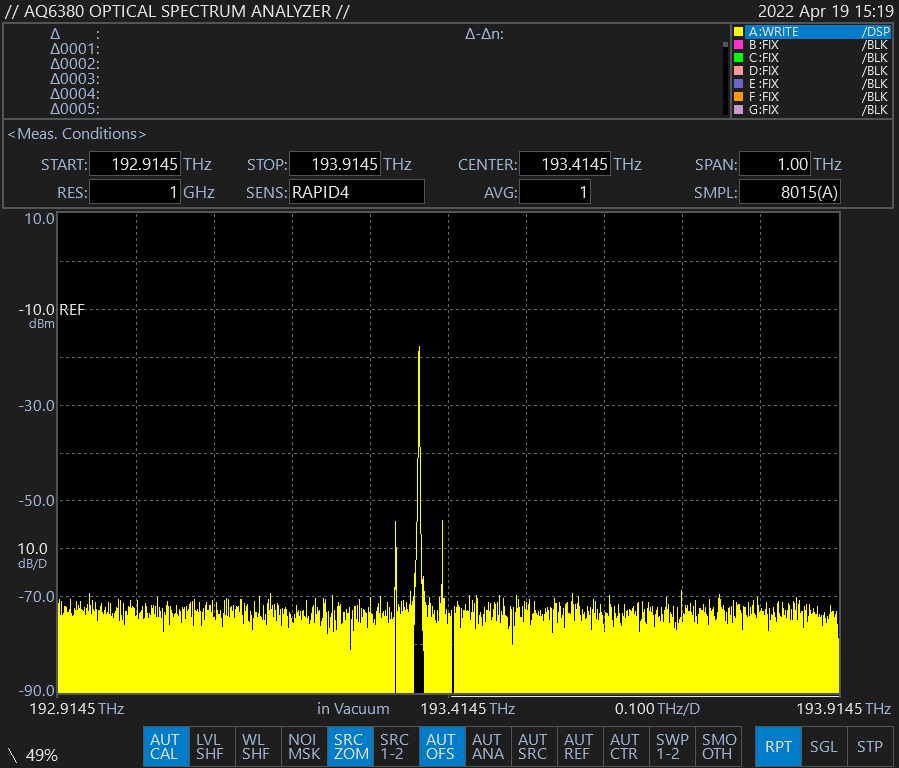 // AQ6380 OPTICAL SPECTRUM ANALYZER // 2022 Apr 19 15:19
Δ : Δ-Δn:
Δ0001:
Δ0002:
Δ0003:
Δ0004:
Δ0005:
A:WRITE /DSP
B:FIX /BLK
C:FIX /BLK
D:FIX /BLK
E:FIX /BLK
F:FIX /BLK
G:FIX /BLK
<Meas. Conditions>
START: 192.9145 THz STOP: 193.9145 THz CENTER: 193.4145 THz SPAN: 1.00 THz
RES: 1 GHz SENS: RAPID4 AVG: 1 SMPL: 8015(A)
10.0
-10.0 REF
dBm
-30.0
-50.0
10.0
dB/D
-70.0
-90.0
192.9145 THz in Vacuum 193.4145 THz 0.100 THz/D 193.9145 THz
\ 49%
AUT CAL
LVL SHF
WL SHF
NOI MSK
SRC ZOM
SRC 1-2
AUT OFS
AUT ANA
AUT SRC
AUT REF
AUT CTR
SWP 1-2
SMO OTH
RPT
SGL
STP